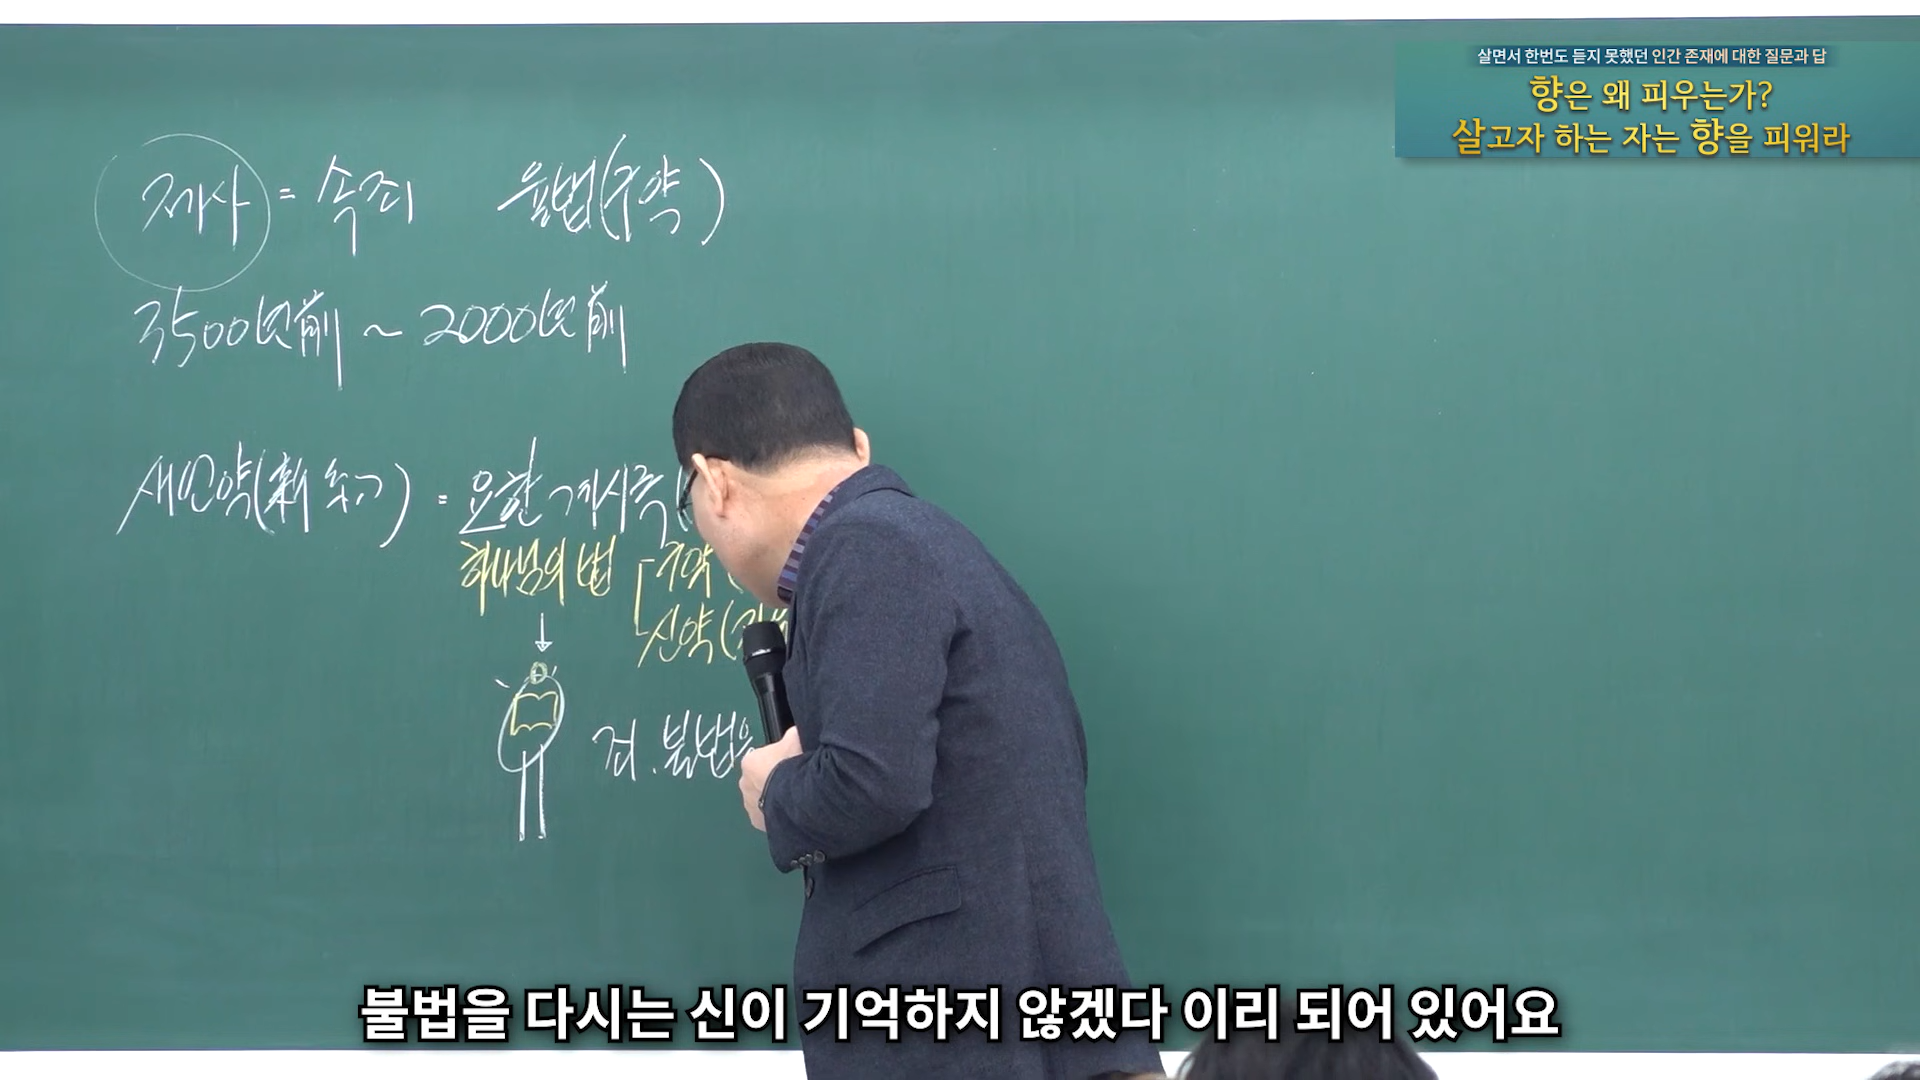 살면서 한번도 듣지 못했던 인간 존재에 대한 질문과 답
향은 왜 피우는가?
살고자 하는 자는 향을 피워라
제사 = 속죄 율법(구약)
3500년前 ~ 2000년前
새언약(新約) = 요한계시록(
하나님의 법 구약(
신약(
죄.불법을
불법을 다시는 신이 기억하지 않겠다 이리 되어 있어요